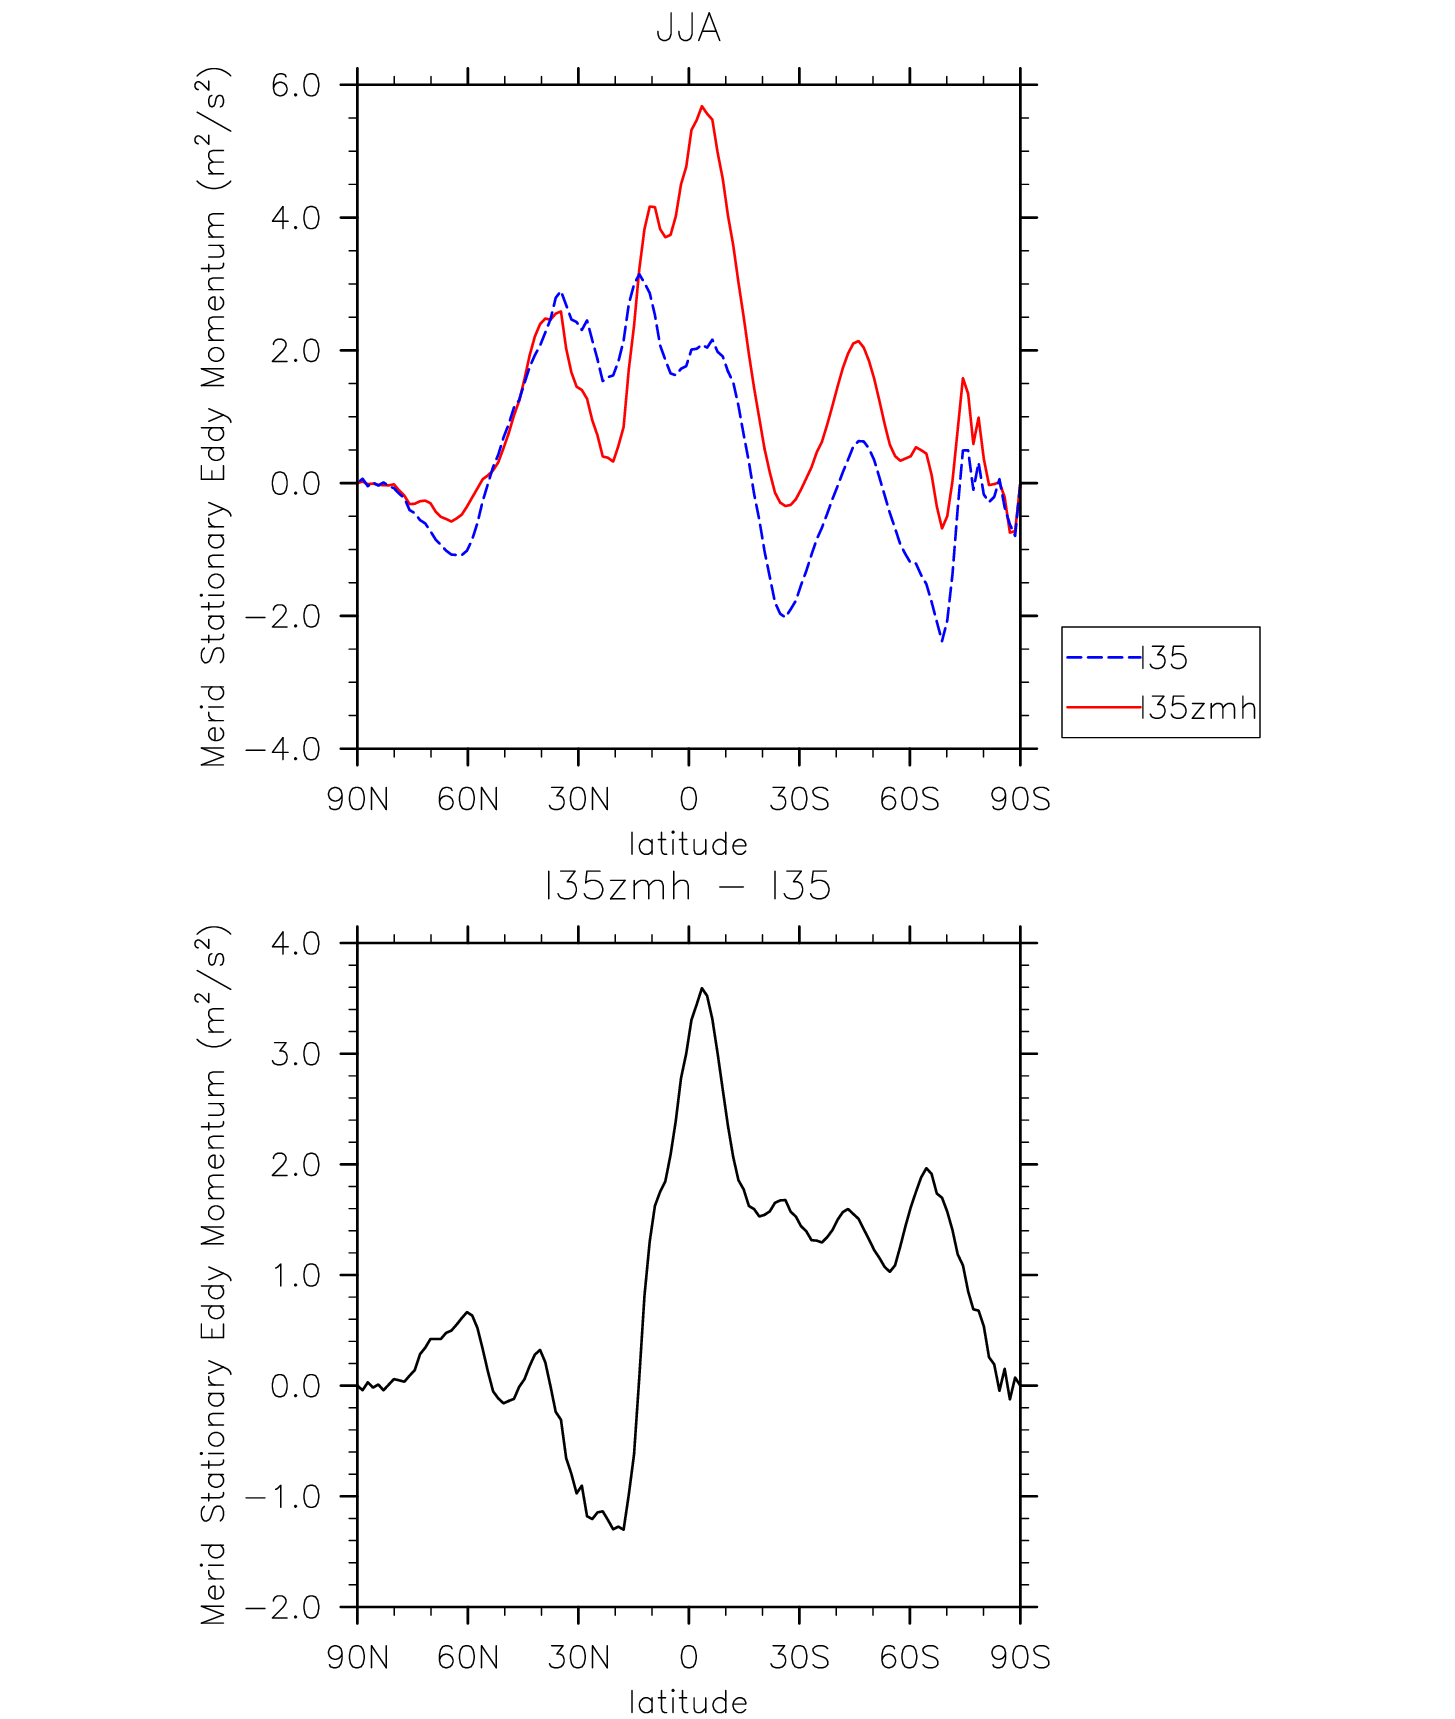 JJA
Merid Stationary Eddy Momentum (m²/s²)
6.0
4.0
2.0
0.0
−2.0
−4.0
90N 60N 30N 0 30S 60S 90S
latitude
I35
I35zmh
I35zmh − I35
Merid Stationary Eddy Momentum (m²/s²)
4.0
3.0
2.0
1.0
0.0
−1.0
−2.0
90N 60N 30N 0 30S 60S 90S
latitude